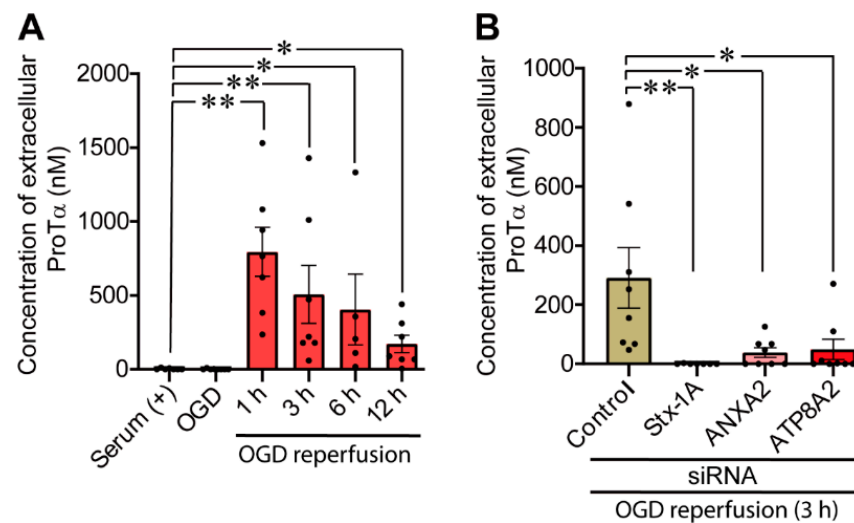 A
Concentration of extracellular
ProTα (nM)
2000
1500
1000
500
0
*
*
**
**
Serum (+)
OGD
1 h
3 h
6 h
12 h
OGD reperfusion
B
Concentration of extracellular
ProTα (nM)
1000
800
600
400
200
0
*
*
**
Control
Stx-1A
ANXA2
ATP8A2
siRNA
OGD reperfusion (3 h)